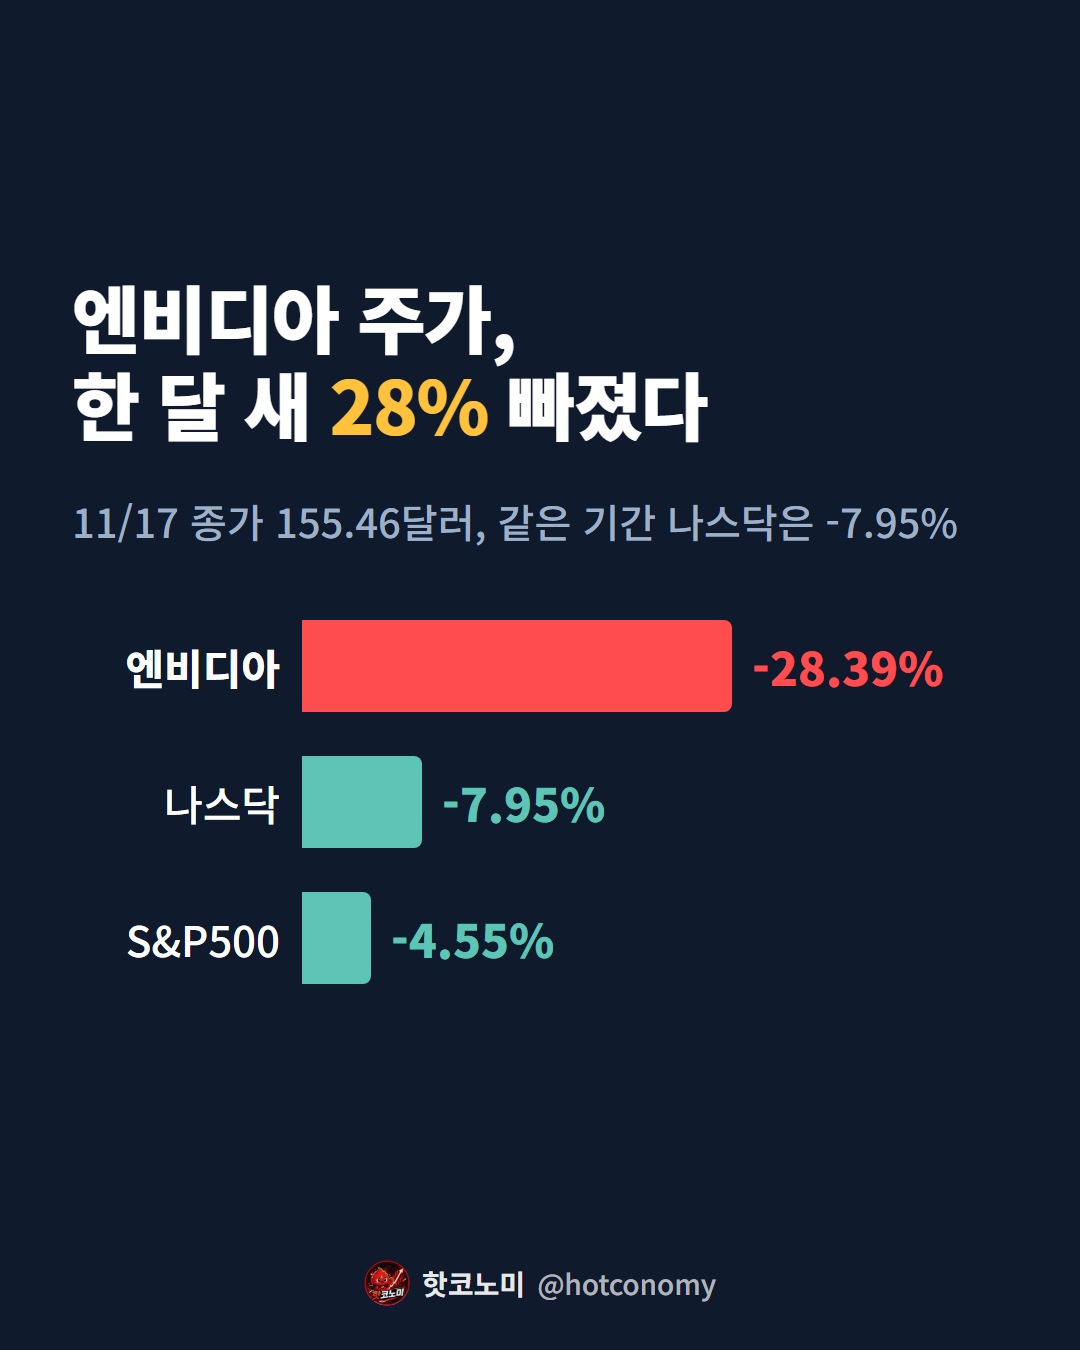 엔비디아 주가,
한 달 새 28% 빠졌다
11/17 종가 155.46달러, 같은 기간 나스닥은 -7.95%
엔비디아 -28.39%
나스닥 -7.95%
S&P500 -4.55%
핫코노미 @hotconomy